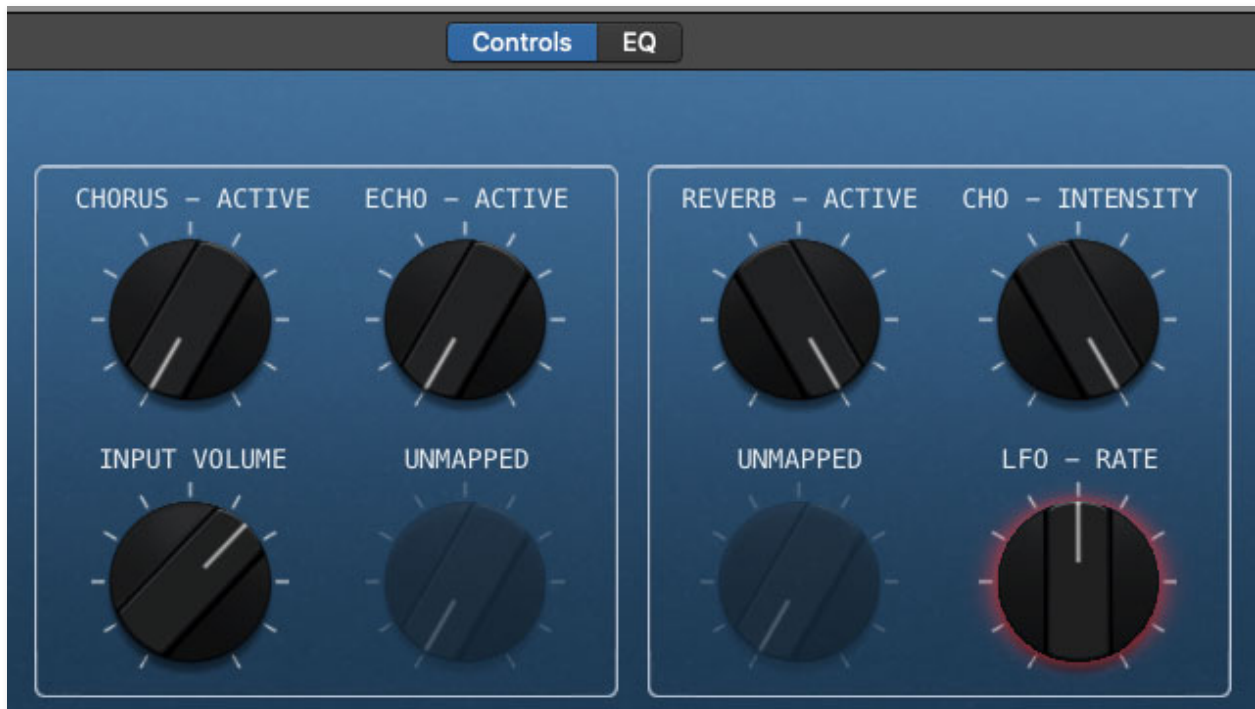 Controls EQ
CHORUS – ACTIVE ECHO – ACTIVE REVERB – ACTIVE CHO – INTENSITY
INPUT VOLUME UNMAPPED UNMAPPED LFO – RATE